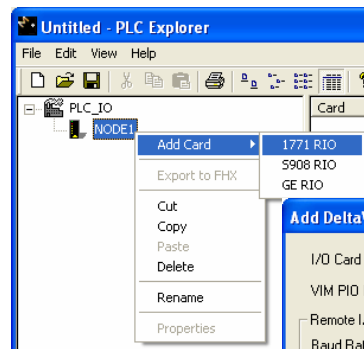 Untitled - PLC Explorer
File Edit View Help
PLC_IO
Card
NODE1
Add Card
1771 RIO
Export to FHX
S908 RIO
GE RIO
Cut
Copy
Paste
Delete
Rename
Properties
Add Delta
I/O Card
VIM PIO
Remote I
Baud Ra